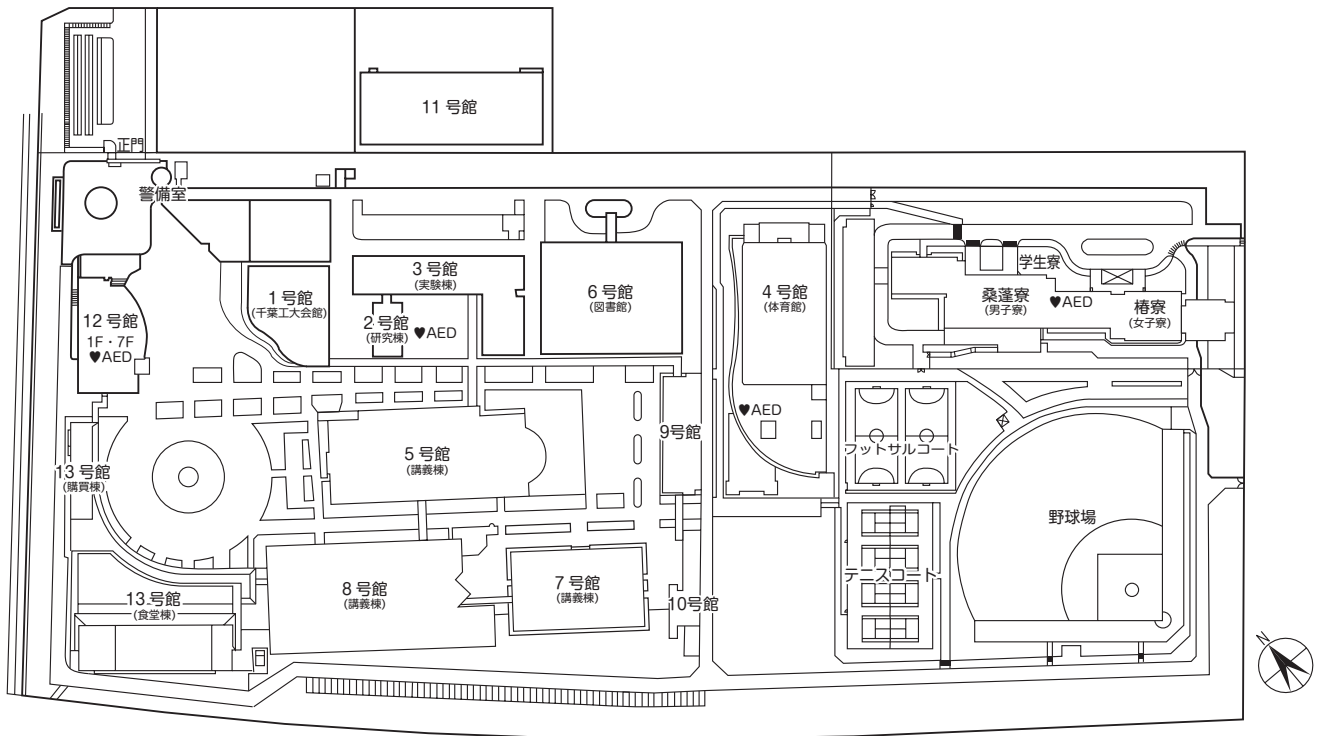 11 号館
正門
警備室
学生寮
3 号館
(実験棟)
1 号館
(千葉工大会館)
6 号館
(図書館)
4 号館
(体育館)
桑蓬寮
(男子寮)
♥AED
椿寮
(女子寮)
12 号館
1F・7F
♥AED
2 号館
(研究棟)
♥AED
♥AED
9号館
5 号館
(講義棟)
フットサルコート
13 号館
(購買棟)
野球場
テニスコート
8 号館
(講義棟)
7 号館
(講義棟)
13 号館
(食堂棟)
10号館
N